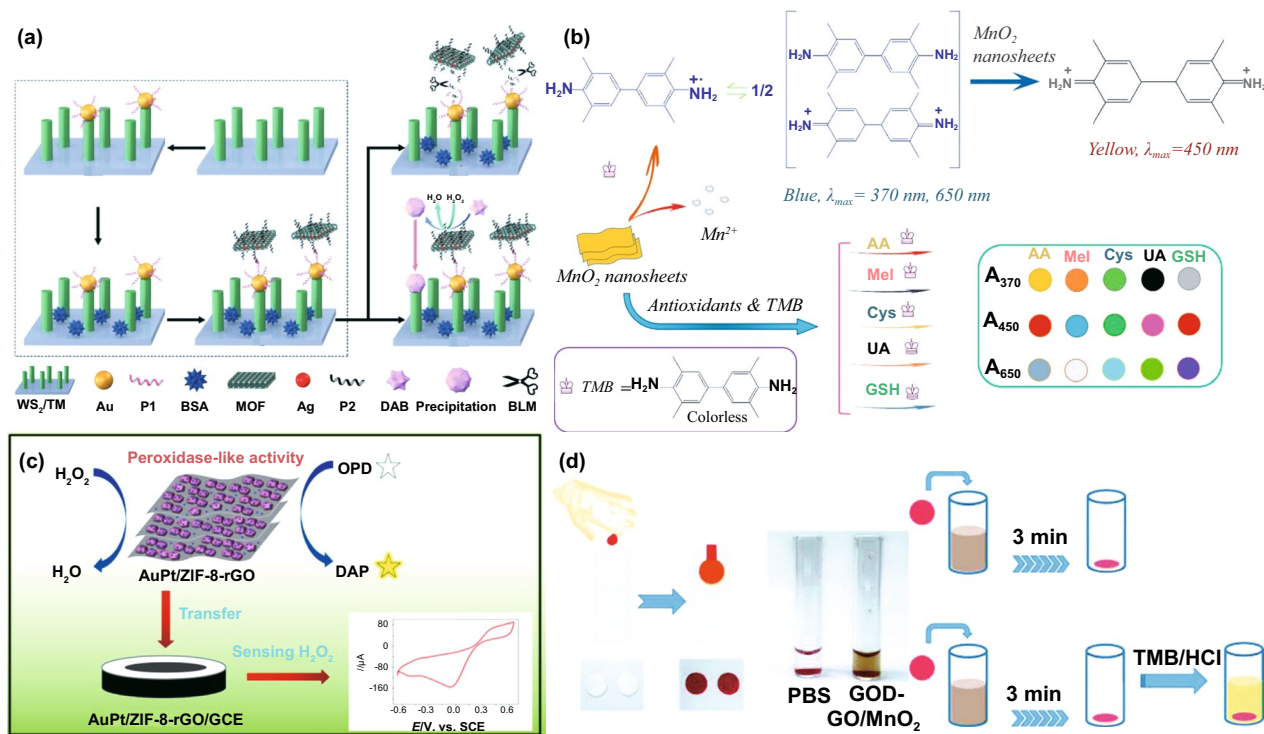 (a)
H₂O H₂O₂
WS₂/TM Au P1 BSA MOF Ag P2 DAB Precipitation BLM
(b)
H₂N
+•
NH₂
1/2
H₂N
NH₂
+
H₂N
+
NH₂
MnO₂
nanosheets
+
H₂N
+
NH₂
Yellow, λmax=450 nm
Blue, λmax= 370 nm, 650 nm
Mn²⁺
MnO₂ nanosheets
Antioxidants & TMB
TMB =H₂N
NH₂
Colorless
AA
Mel
Cys
UA
GSH
AA Mel Cys UA GSH
A₃₇₀
A₄₅₀
A₆₅₀
(c)
Peroxidase-like activity
H₂O₂
OPD
H₂O
DAP
AuPt/ZIF-8-rGO
Transfer
Sensing H₂O₂
AuPt/ZIF-8-rGO/GCE
I/μA
80
0
-80
-160
-0.6 -0.3 0.0 0.3 0.6
E/V. vs. SCE
(d)
PBS
GOD-
GO/MnO₂
3 min
3 min
TMB/HCl